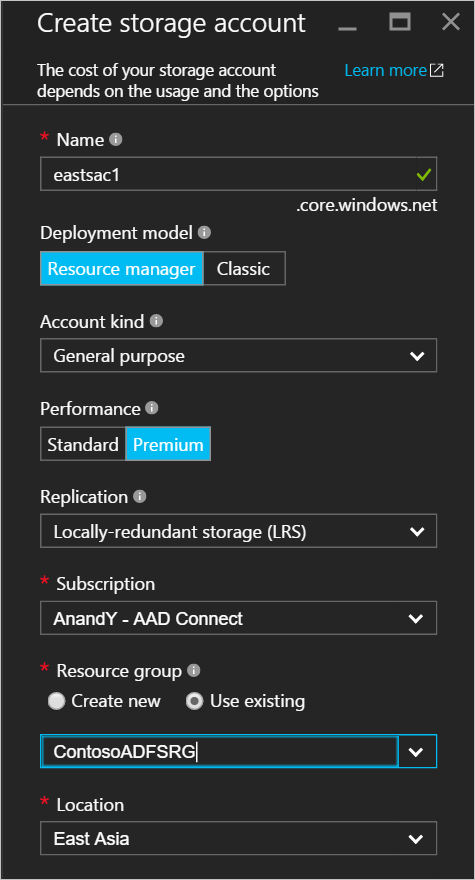 Create storage account
The cost of your storage account Learn more
depends on the usage and the options
* Name
eastsac1
.core.windows.net
Deployment model
Resource manager Classic
Account kind
General purpose
Performance
Standard Premium
Replication
Locally-redundant storage (LRS)
* Subscription
AnandY - AAD Connect
* Resource group
Create new Use existing
ContosoADFSRG
* Location
East Asia